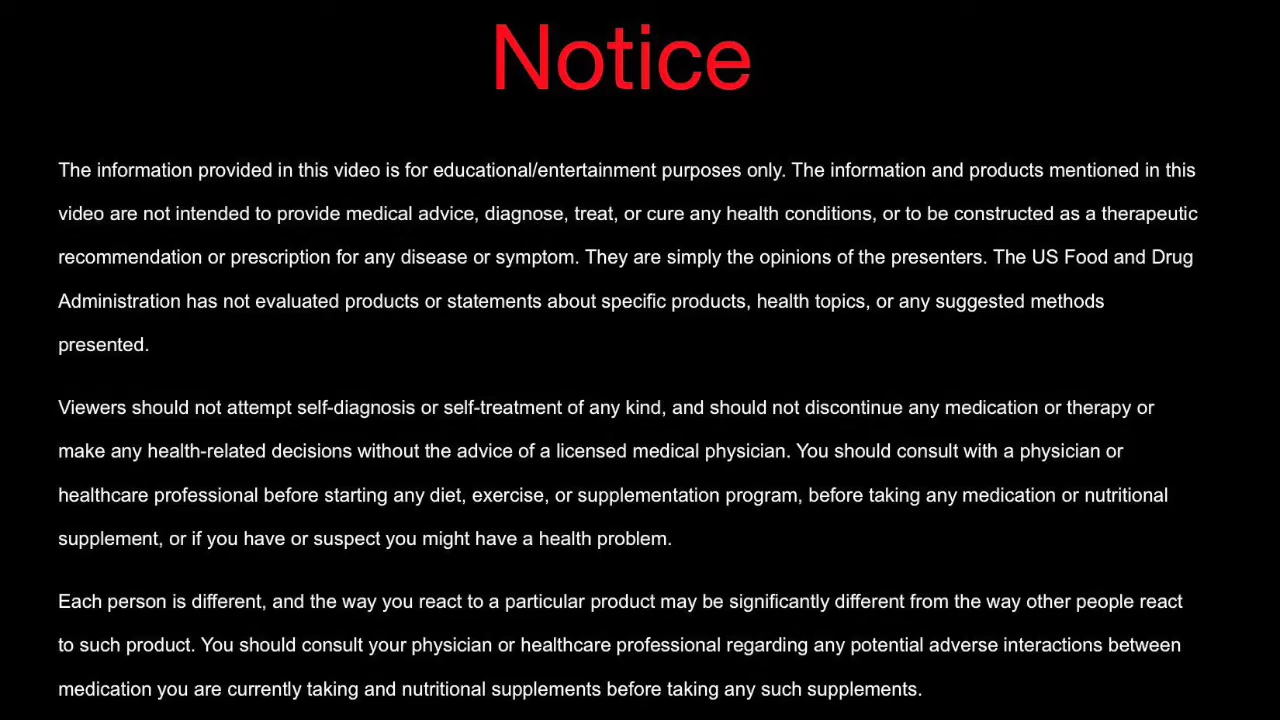 Notice
The information provided in this video is for educational/entertainment purposes only. The information and products mentioned in this
video are not intended to provide medical advice, diagnose, treat, or cure any health conditions, or to be constructed as a therapeutic
recommendation or prescription for any disease or symptom. They are simply the opinions of the presenters. The US Food and Drug
Administration has not evaluated products or statements about specific products, health topics, or any suggested methods
presented.
Viewers should not attempt self-diagnosis or self-treatment of any kind, and should not discontinue any medication or therapy or
make any health-related decisions without the advice of a licensed medical physician. You should consult with a physician or
healthcare professional before starting any diet, exercise, or supplementation program, before taking any medication or nutritional
supplement, or if you have or suspect you might have a health problem.
Each person is different, and the way you react to a particular product may be significantly different from the way other people react
to such product. You should consult your physician or healthcare professional regarding any potential adverse interactions between
medication you are currently taking and nutritional supplements before taking any such supplements.